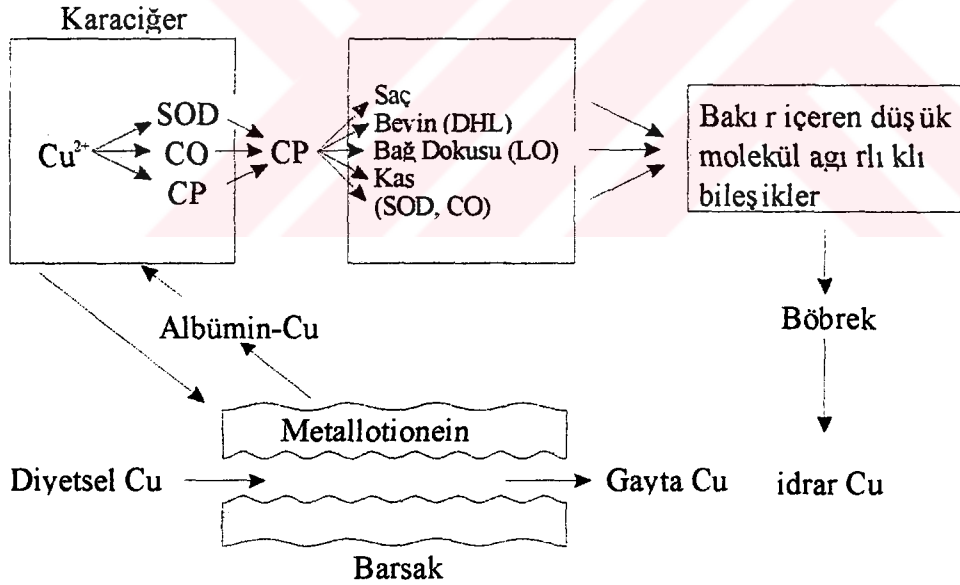 Karaciğer
Cu²⁺
SOD
CO
CP
CP
Saç
Bevin (DHL)
Bağ Dokusu (LO)
Kas
(SOD, CO)
Bakı r içeren düş ük
molekül agı rlı klı
bileş ikler
Albümin-Cu
Böbrek
Metallotionein
Diyetsel Cu
Gayta Cu
idrar Cu
Barsak